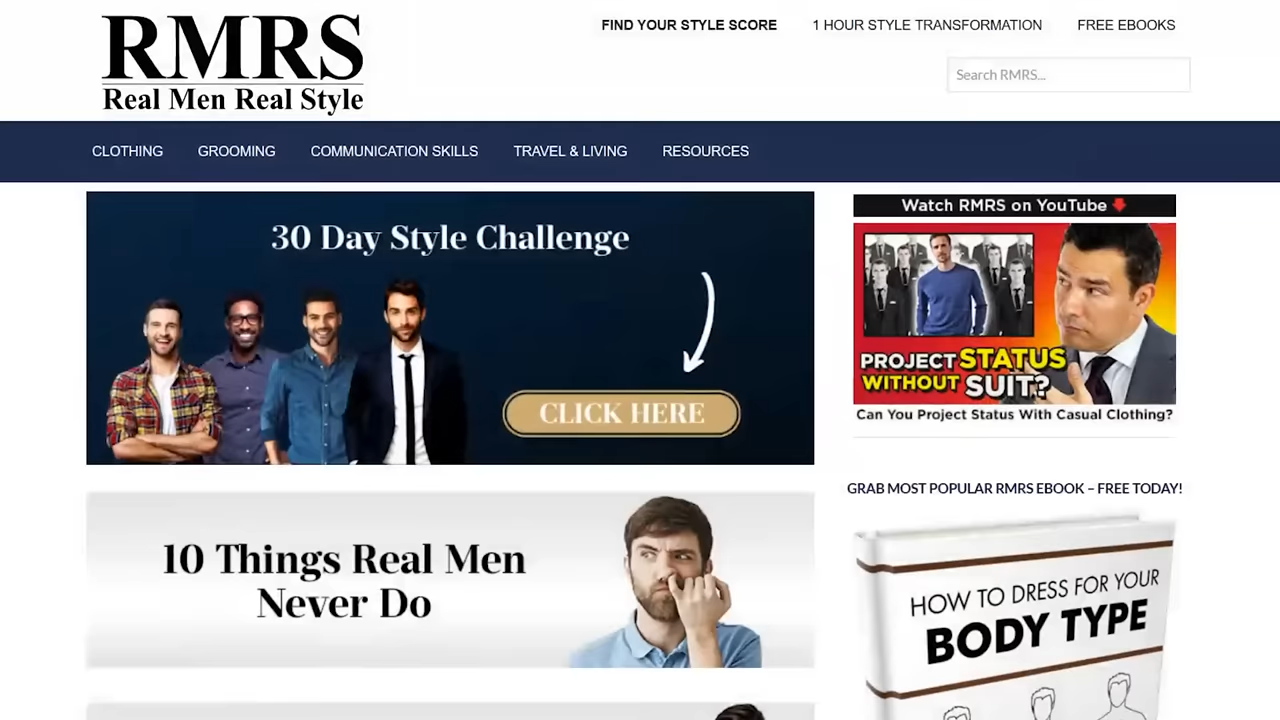 RMRS
Real Men Real Style
FIND YOUR STYLE SCORE
1 HOUR STYLE TRANSFORMATION
FREE EBOOKS
Search RMRS...
CLOTHING
GROOMING
COMMUNICATION SKILLS
TRAVEL & LIVING
RESOURCES
30 Day Style Challenge
CLICK HERE
10 Things Real Men
Never Do
Watch RMRS on YouTube
PROJECT STATUS
WITHOUT SUIT?
Can You Project Status With Casual Clothing?
GRAB MOST POPULAR RMRS EBOOK – FREE TODAY!
HOW TO DRESS FOR YOUR
BODY TYPE